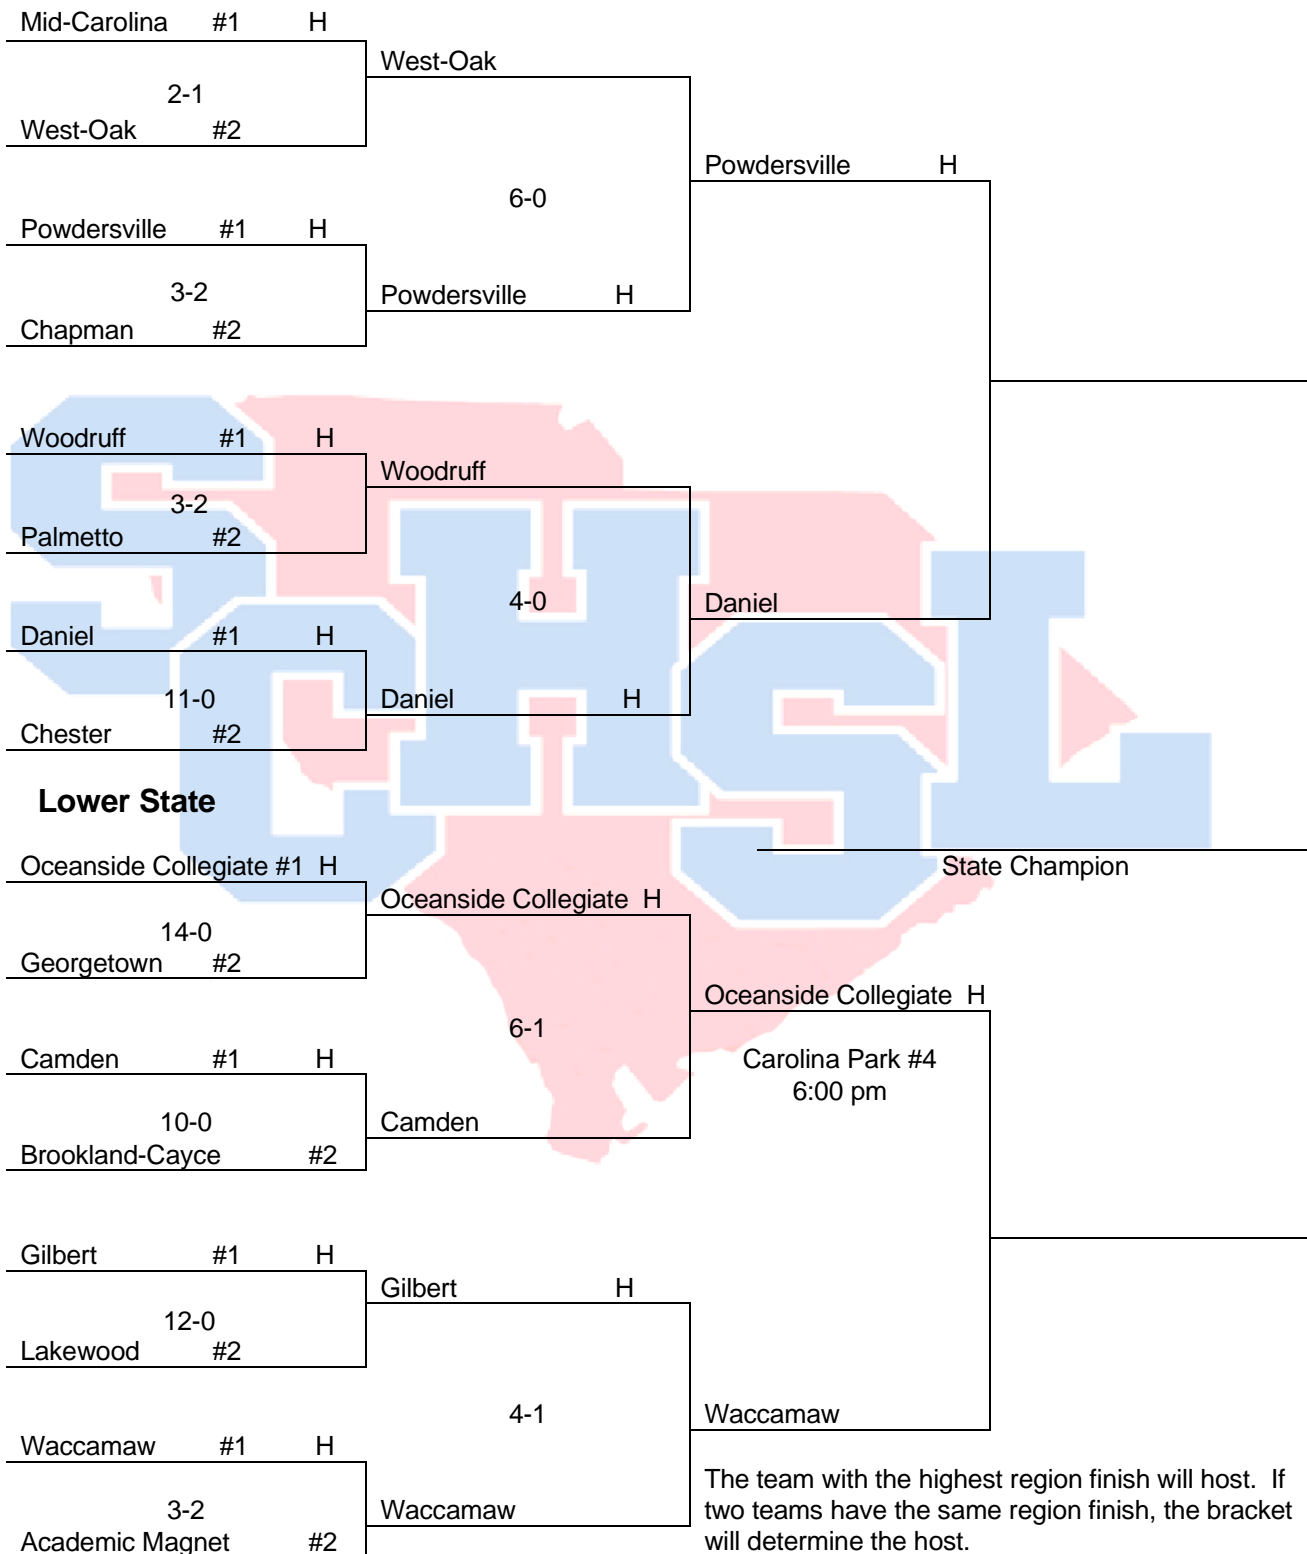 Mid-Carolina #1 H
West-Oak
2-1
West-Oak #2
Powdersville H
6-0
Powdersville #1 H
3-2
Powdersville H
Chapman #2
Woodruff #1 H
Woodruff
3-2
Palmetto #2
4-0
Daniel
Daniel #1 H
11-0
Daniel H
Chester #2
Lower State
Oceanside Collegiate #1 H
State Champion
Oceanside Collegiate H
14-0
Georgetown #2
Oceanside Collegiate H
6-1
Camden #1 H
Carolina Park #4
6:00 pm
10-0
Camden
Brookland-Cayce #2
Gilbert #1 H
Gilbert H
12-0
Lakewood #2
4-1
Waccamaw
Waccamaw #1 H
The team with the highest region finish will host. If
two teams have the same region finish, the bracket
will determine the host.
3-2
Waccamaw
Academic Magnet #2
SCHSL